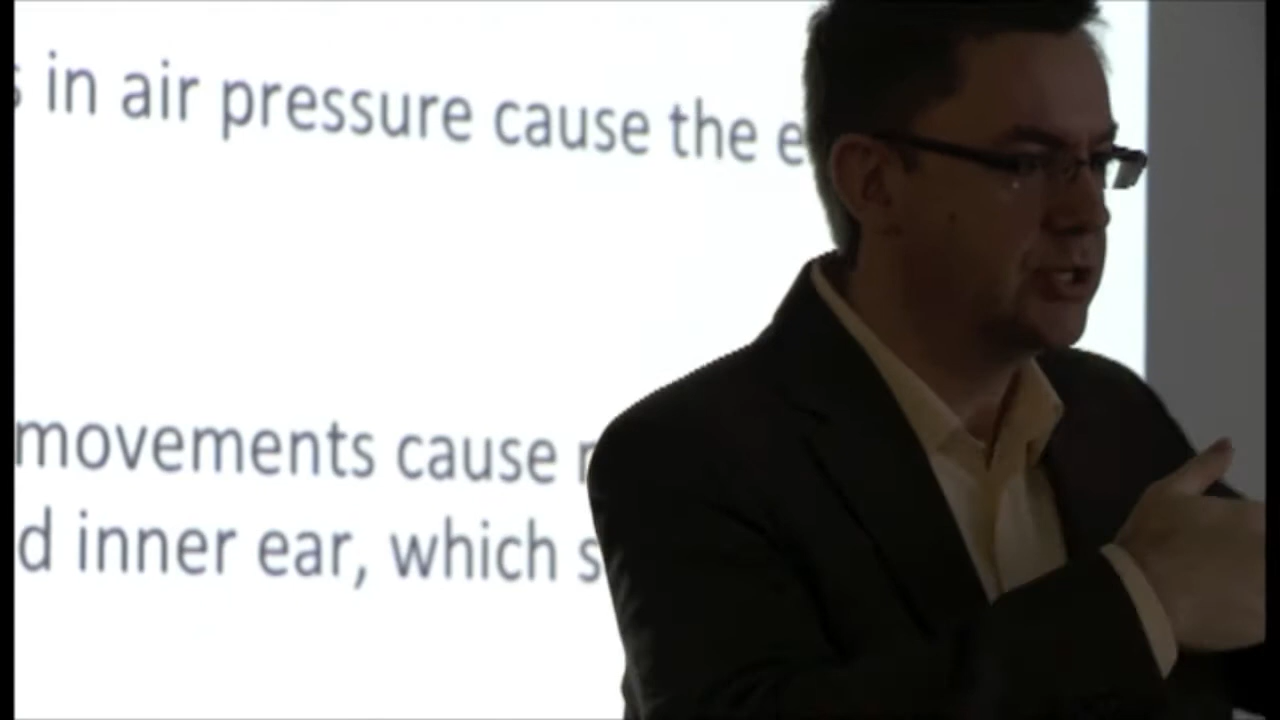 in air pressure cause the
movements cause
inner ear, which